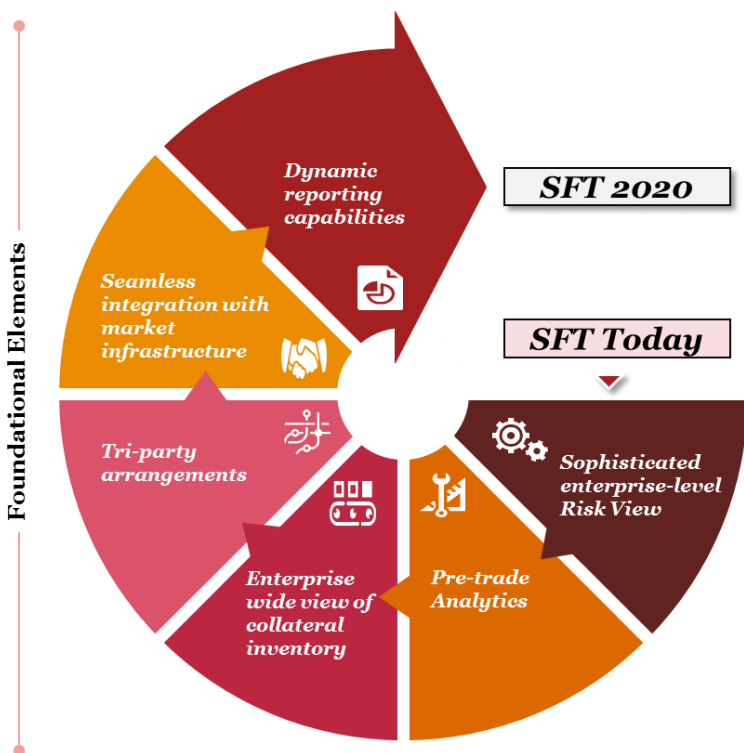 Foundational Elements
Dynamic
reporting
capabilities
SFT 2020
Seamless
integration with
market
infrastructure
SFT Today
Tri-party
arrangements
Enterprise
wide view of
collateral
inventory
Pre-trade
Analytics
Sophisticated
enterprise-level
Risk View